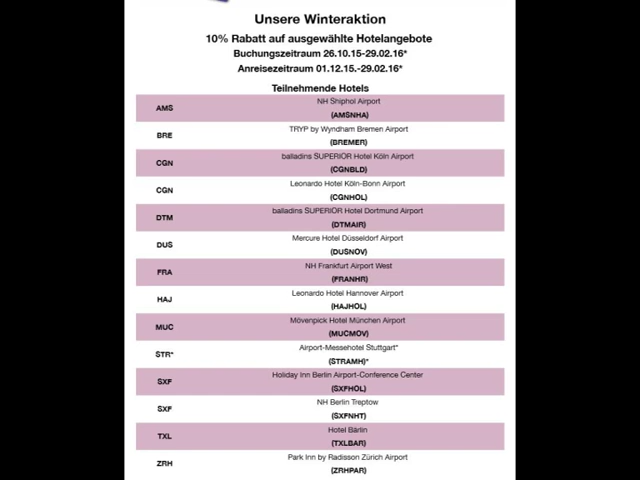 Unsere Winteraktion
10% Rabatt auf ausgewählte Hotelangebote
Buchungszeitraum 26.10.15-29.02.16*
Anreisezeitraum 01.12.15.-29.02.16*
Teilnehmende Hotels
AMS NH Shiphol Airport
(AMSNHA)
BRE TRYP by Wyndham Bremen Airport
(BREMER)
CGN balladins SUPERIOR Hotel Köln Airport
(CGNBLD)
CGN Leonardo Hotel Köln-Bonn Airport
(CGNHOL)
DTM balladins SUPERIOR Hotel Dortmund Airport
(DTMAIR)
DUS Mercure Hotel Düsseldorf Airport
(DUSNOV)
FRA NH Frankfurt Airport West
(FRANHR)
HAJ Leonardo Hotel Hannover Airport
(HAJHOL)
MUC Mövenpick Hotel München Airport
(MUCMOV)
STR* Airport-Messehotel Stuttgart*
(STRAMH)*
SXF Holiday Inn Berlin Airport-Conference Center
(SXFHOL)
SXF NH Berlin Treptow
(SXFNHT)
TXL Hotel Bärlin
(TXLBAR)
ZRH Park Inn by Radisson Zürich Airport
(ZRHPAR)